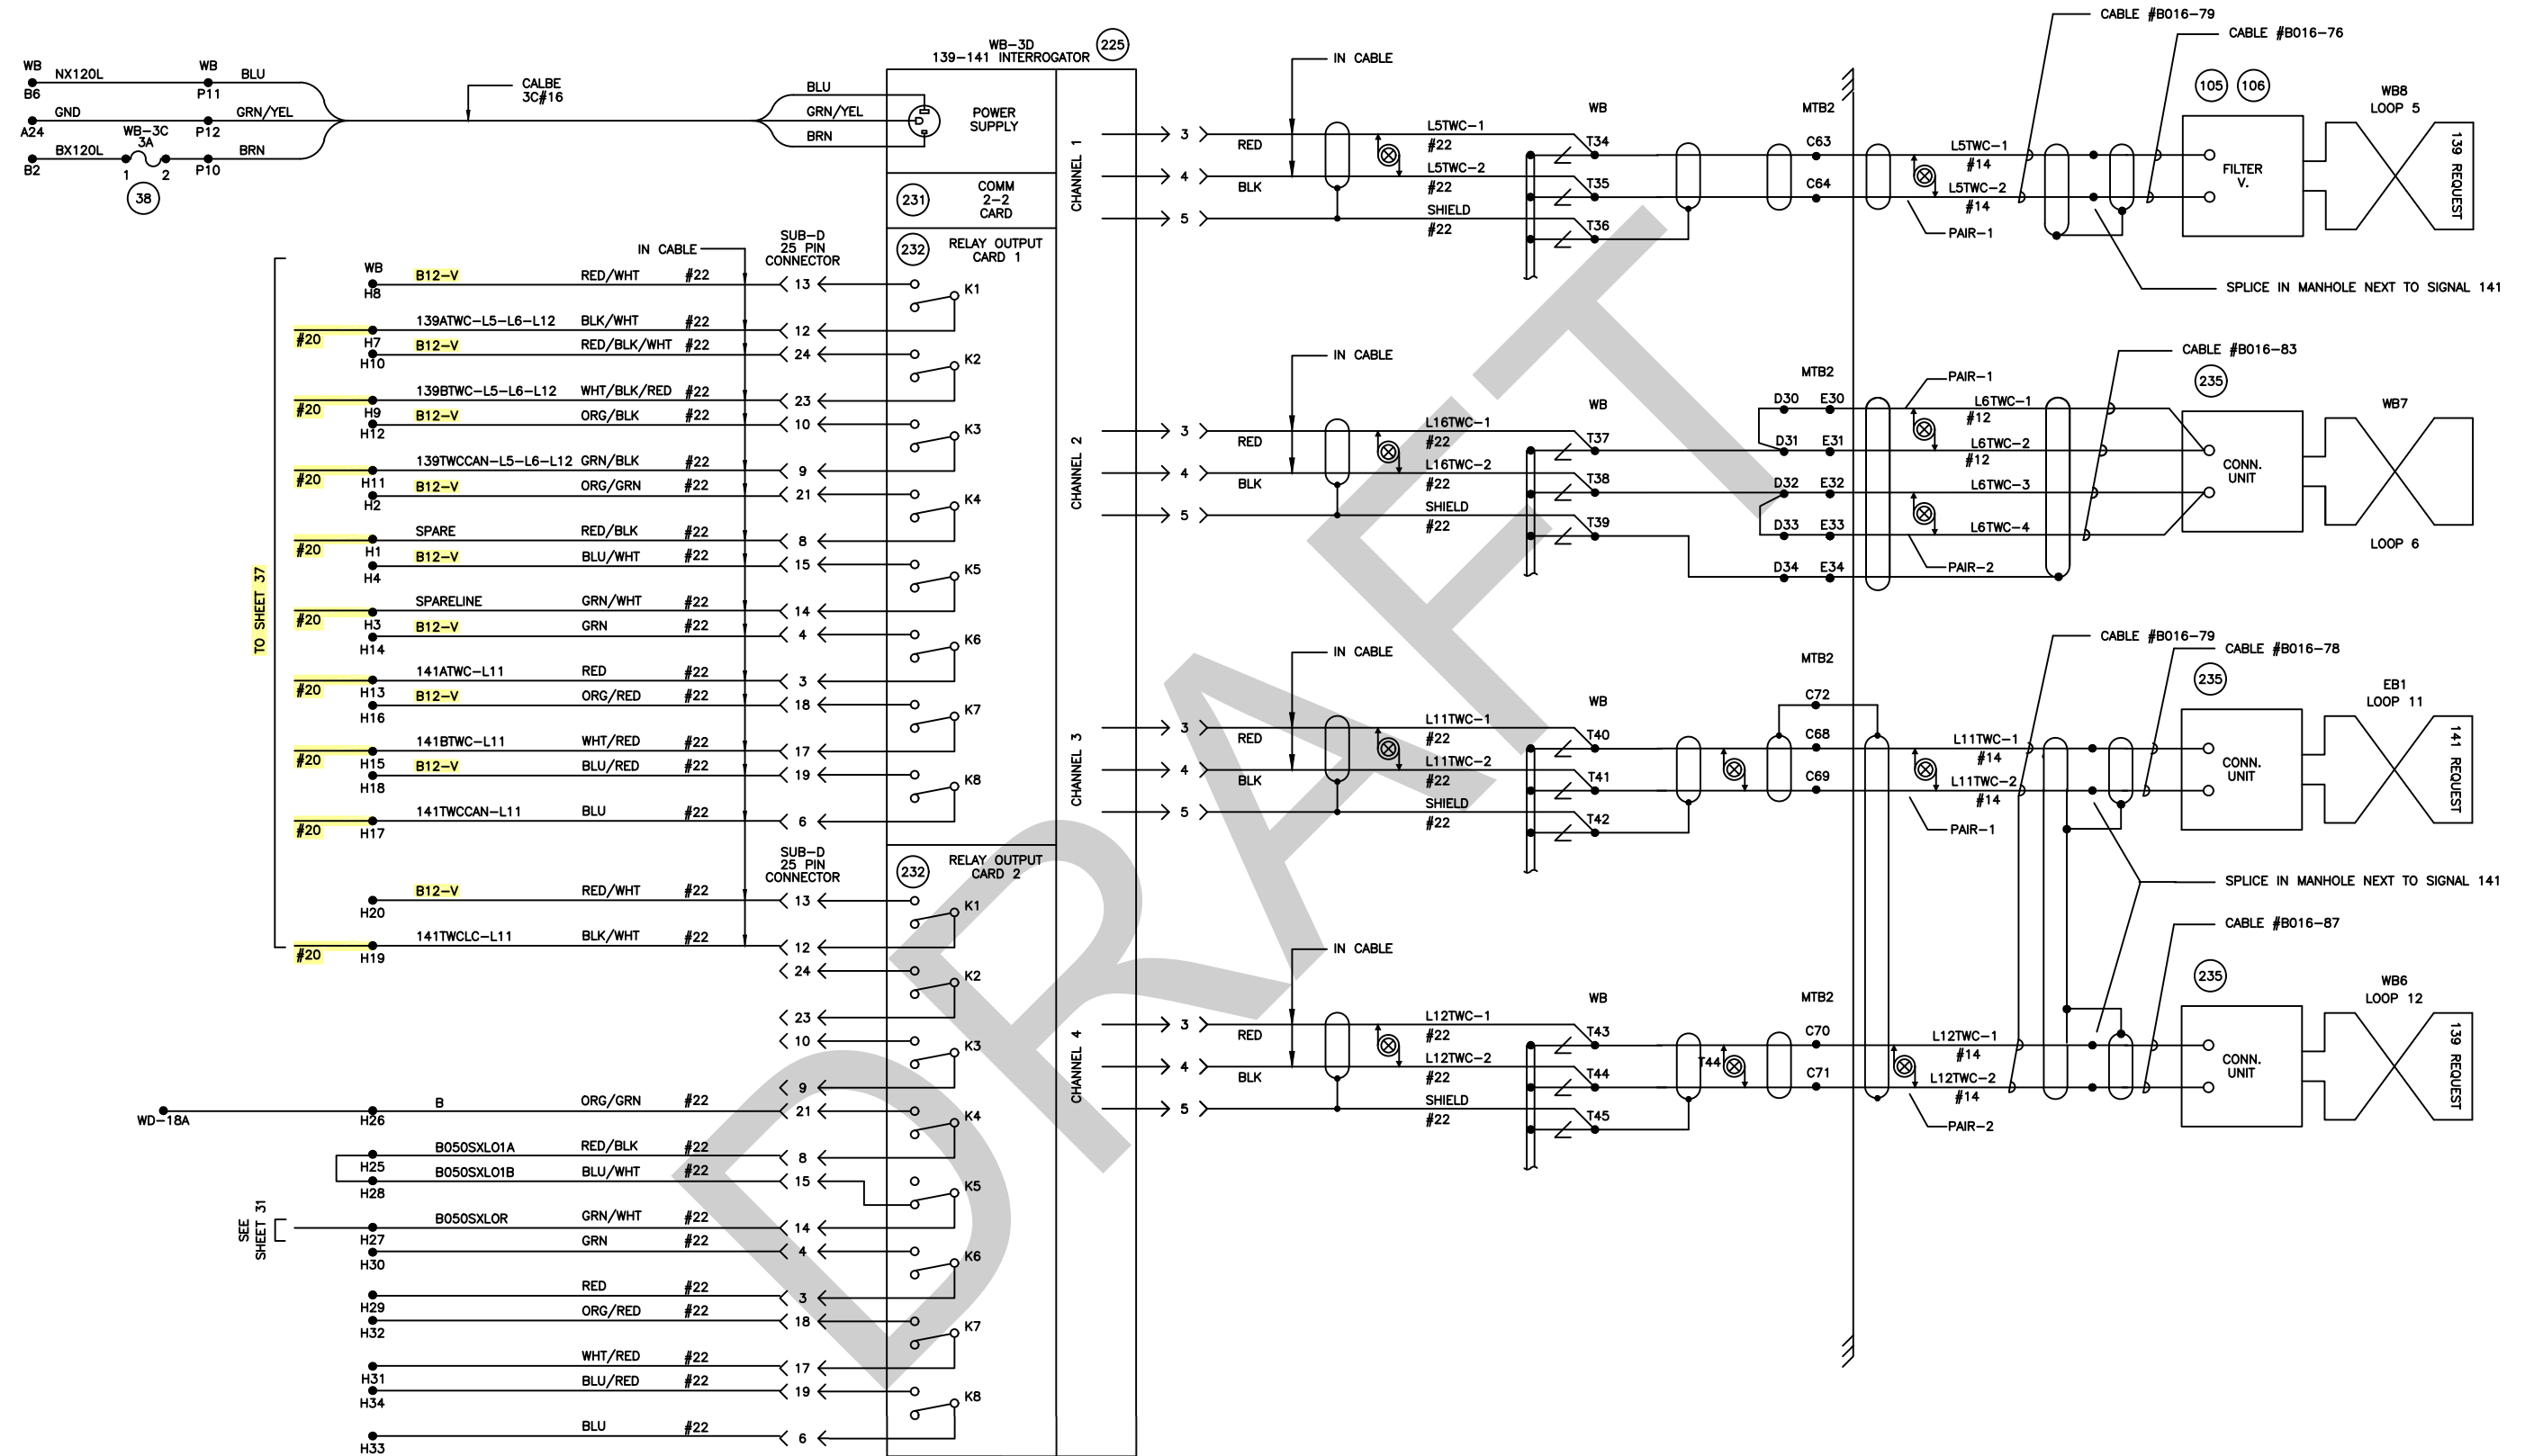 CABLE #B016-79
CABLE #B016-76
WB-3D
139-141 INTERROGATOR
225
WB
NX120L
B6
WB
P11
BLU
GND
A24
P12
GRN/YEL
WB-3C
3A
BX120L
B2
1
2
P10
BRN
38
CALBE
3C#16
BLU
GRN/YEL
BRN
POWER
SUPPLY
231
COMM
2-2
CARD
232
RELAY OUTPUT
CARD 1
SUB-D
25 PIN
CONNECTOR
IN CABLE
TO SHEET 37
WB
H8
B12-V
RED/WHT
#22
13
K1
#20
H7
139ATWC-L5-L6-L12
BLK/WHT
#22
12
H10
B12-V
RED/BLK/WHT
#22
24
K2
#20
H9
139BTWC-L5-L6-L12
WHT/BLK/RED
#22
23
H12
B12-V
ORG/BLK
#22
10
K3
#20
H11
139TWCCAN-L5-L6-L12
GRN/BLK
#22
9
H2
B12-V
ORG/GRN
#22
21
K4
#20
H1
SPARE
RED/BLK
#22
8
H4
B12-V
BLU/WHT
#22
15
K5
#20
H3
SPARELINE
GRN/WHT
#22
14
H14
B12-V
GRN
#22
4
K6
#20
H13
141ATWC-L11
RED
#22
3
H16
B12-V
ORG/RED
#22
18
K7
#20
H15
141BTWC-L11
WHT/RED
#22
17
H18
B12-V
BLU/RED
#22
19
K8
#20
H17
141TWCCAN-L11
BLU
#22
6
SUB-D
25 PIN
CONNECTOR
232
RELAY OUTPUT
CARD 2
H20
B12-V
RED/WHT
#22
13
K1
#20
H19
141TWCLC-L11
BLK/WHT
#22
12
24
K2
23
10
K3
9
WD-18A
H26
B
ORG/GRN
#22
21
K4
H25
B050SXLO1A
RED/BLK
#22
8
H28
B050SXLO1B
BLU/WHT
#22
15
K5
SEE
SHEET 31
H27
B050SXLOR
GRN/WHT
#22
14
H30
GRN
#22
4
K6
H29
RED
#22
3
H32
ORG/RED
#22
18
K7
H31
WHT/RED
#22
17
H34
BLU/RED
#22
19
K8
H33
BLU
#22
6
CHANNEL 1
3
RED
4
BLK
5
IN CABLE
L5TWC-1
#22
L5TWC-2
#22
SHIELD
#22
WB
T34
T35
T36
MTB2
C63
C64
L5TWC-1
#14
L5TWC-2
#14
PAIR-1
105
106
FILTER
V.
WB8
LOOP 5
139 REQUEST
SPLICE IN MANHOLE NEXT TO SIGNAL 141
CHANNEL 2
3
RED
4
BLK
5
IN CABLE
L16TWC-1
#22
L16TWC-2
#22
SHIELD
#22
WB
T37
T38
T39
MTB2
D30
E30
D31
E31
D32
E32
D33
E33
D34
E34
PAIR-1
L6TWC-1
#12
L6TWC-2
#12
L6TWC-3
L6TWC-4
PAIR-2
CABLE #B016-83
235
CONN.
UNIT
WB7
LOOP 6
CHANNEL 3
3
RED
4
BLK
5
IN CABLE
L11TWC-1
#22
L11TWC-2
#22
SHIELD
#22
WB
T40
T41
T42
MTB2
C72
C68
C69
L11TWC-1
#14
L11TWC-2
#14
PAIR-1
CABLE #B016-79
CABLE #B016-78
235
CONN.
UNIT
EB1
LOOP 11
141 REQUEST
SPLICE IN MANHOLE NEXT TO SIGNAL 141
CABLE #B016-87
CHANNEL 4
3
RED
4
BLK
5
IN CABLE
L12TWC-1
#22
L12TWC-2
#22
SHIELD
#22
WB
T43
T44
T45
T44
MTB2
C70
C71
L12TWC-1
#14
L12TWC-2
#14
PAIR-2
235
CONN.
UNIT
WB6
LOOP 12
139 REQUEST
DRAFT